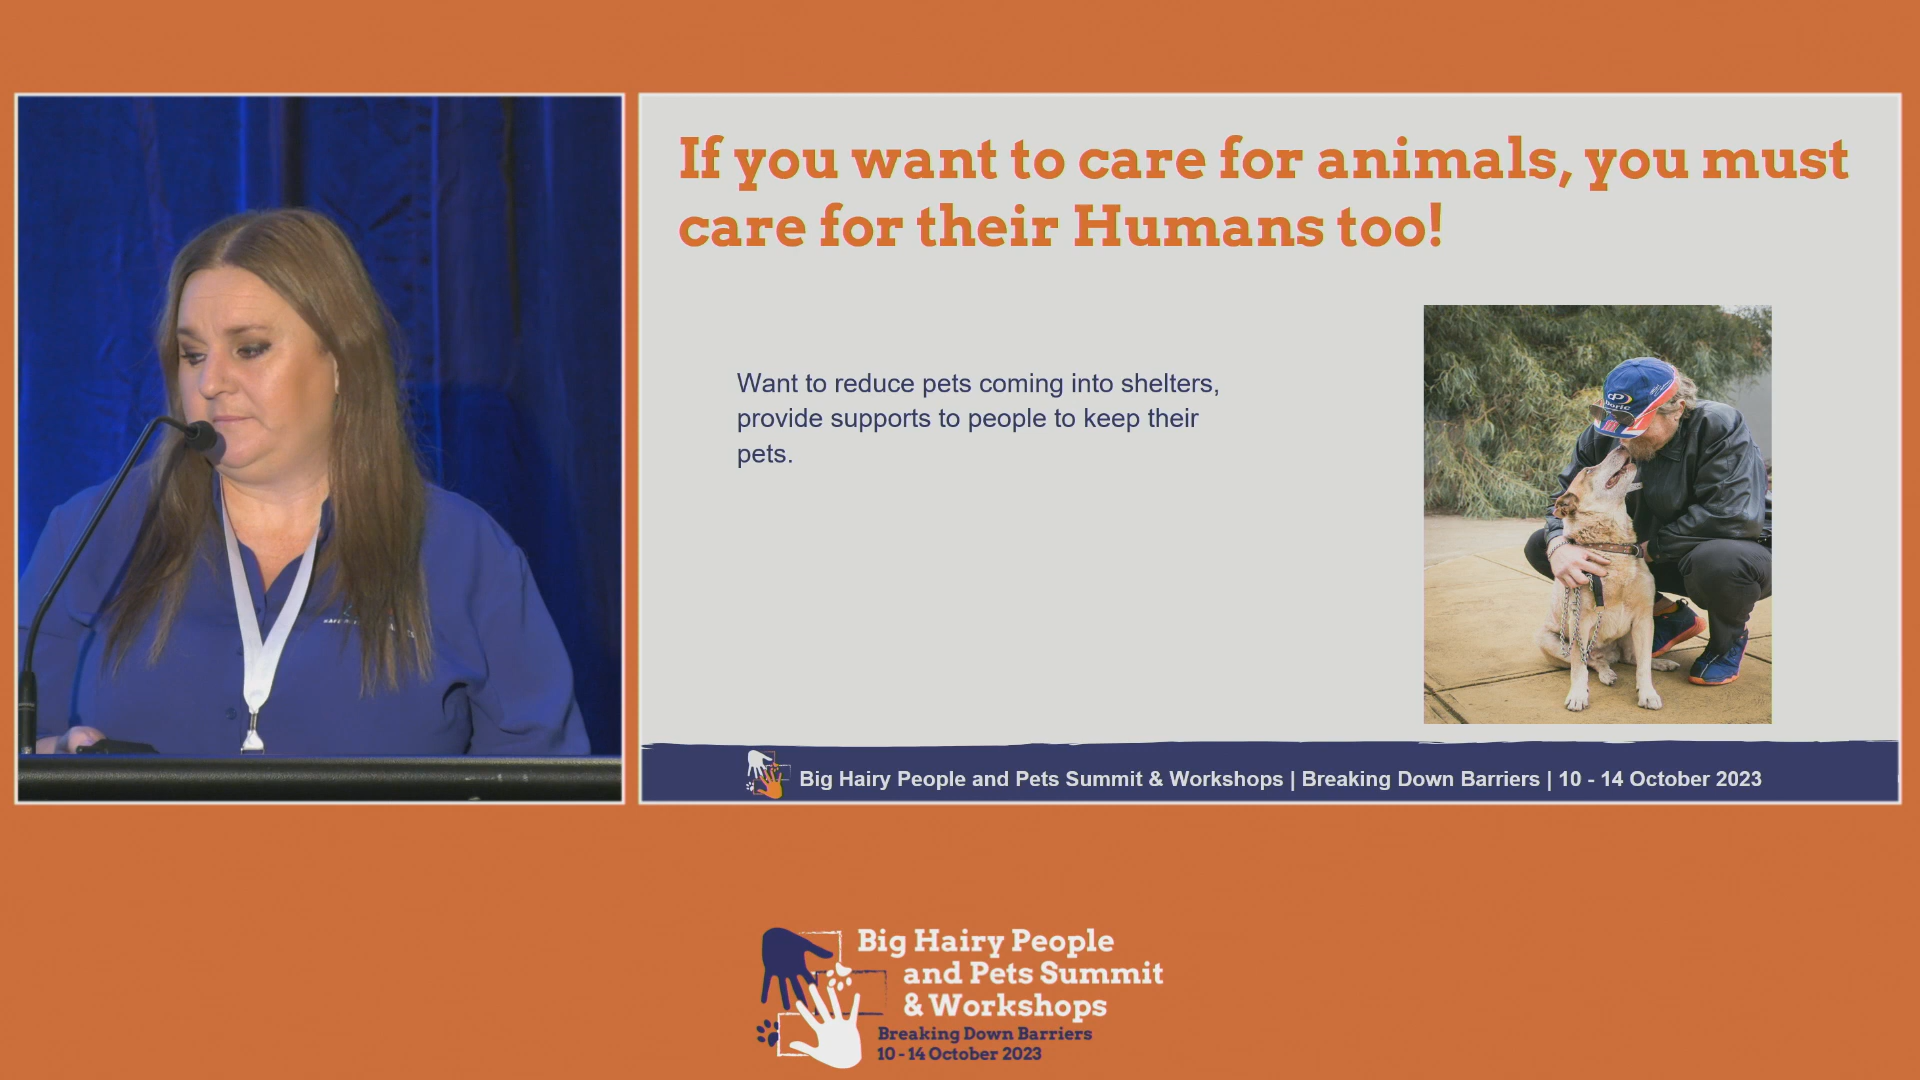 If you want to care for animals, you must
care for their Humans too!
Want to reduce pets coming into shelters,
provide supports to people to keep their
pets.
Doric
Big Hairy People and Pets Summit & Workshops | Breaking Down Barriers | 10 - 14 October 2023
Big Hairy People
and Pets Summit
& Workshops
Breaking Down Barriers
10 - 14 October 2023